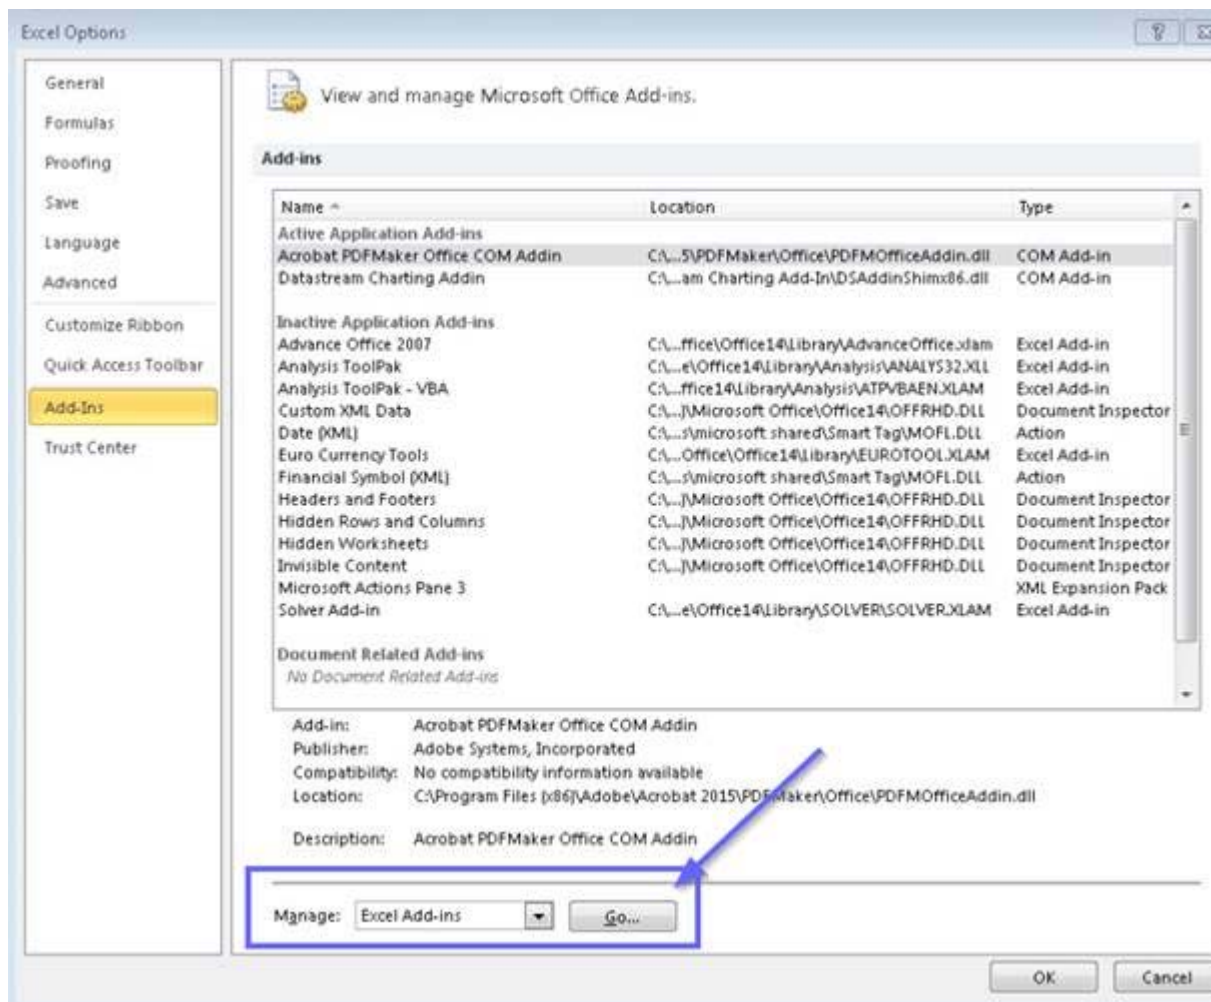 Excel Options
General
Formulas
Proofing
Save
Language
Advanced
Customize Ribbon
Quick Access Toolbar
Add-Ins
Trust Center
View and manage Microsoft Office Add-ins.
Add-ins
Name Location Type
Active Application Add-ins
Acrobat PDFMaker Office COM Addin C:\...5\PDFMaker\Office\PDFMOfficeAddin.dll COM Add-in
Datastream Charting Addin C:\...am Charting Add-In\DSAddinShimx86.dll COM Add-in
Inactive Application Add-ins
Advance Office 2007 C:\...ffice\Office14\Library\AdvanceOffice.xlam Excel Add-in
Analysis ToolPak C:\...e\Office14\Library\Analysis\ANALYS32.XLL Excel Add-in
Analysis ToolPak - VBA C:\...ffice14\Library\Analysis\ATPVBAEN.XLAM Excel Add-in
Custom XML Data C:\...)\Microsoft Office\Office14\OFFRHD.DLL Document Inspector
Date (XML) C:\...s\microsoft shared\Smart Tag\MOFL.DLL Action
Euro Currency Tools C:\...Office\Office14\Library\EUROTOOL.XLAM Excel Add-in
Financial Symbol (XML) C:\...s\microsoft shared\Smart Tag\MOFL.DLL Action
Headers and Footers C:\...)\Microsoft Office\Office14\OFFRHD.DLL Document Inspector
Hidden Rows and Columns C:\...)\Microsoft Office\Office14\OFFRHD.DLL Document Inspector
Hidden Worksheets C:\...)\Microsoft Office\Office14\OFFRHD.DLL Document Inspector
Invisible Content C:\...)\Microsoft Office\Office14\OFFRHD.DLL Document Inspector
Microsoft Actions Pane 3 XML Expansion Pack
Solver Add-in C:\...e\Office14\Library\SOLVER\SOLVER.XLAM Excel Add-in
Document Related Add-ins
No Document Related Add-ins
Add-in: Acrobat PDFMaker Office COM Addin
Publisher: Adobe Systems, Incorporated
Compatibility: No compatibility information available
Location: C:\Program Files (x86)\Adobe\Acrobat 2015\PDFMaker\Office\PDFMOfficeAddin.dll
Description: Acrobat PDFMaker Office COM Addin
Manage: Excel Add-ins Go...
OK Cancel